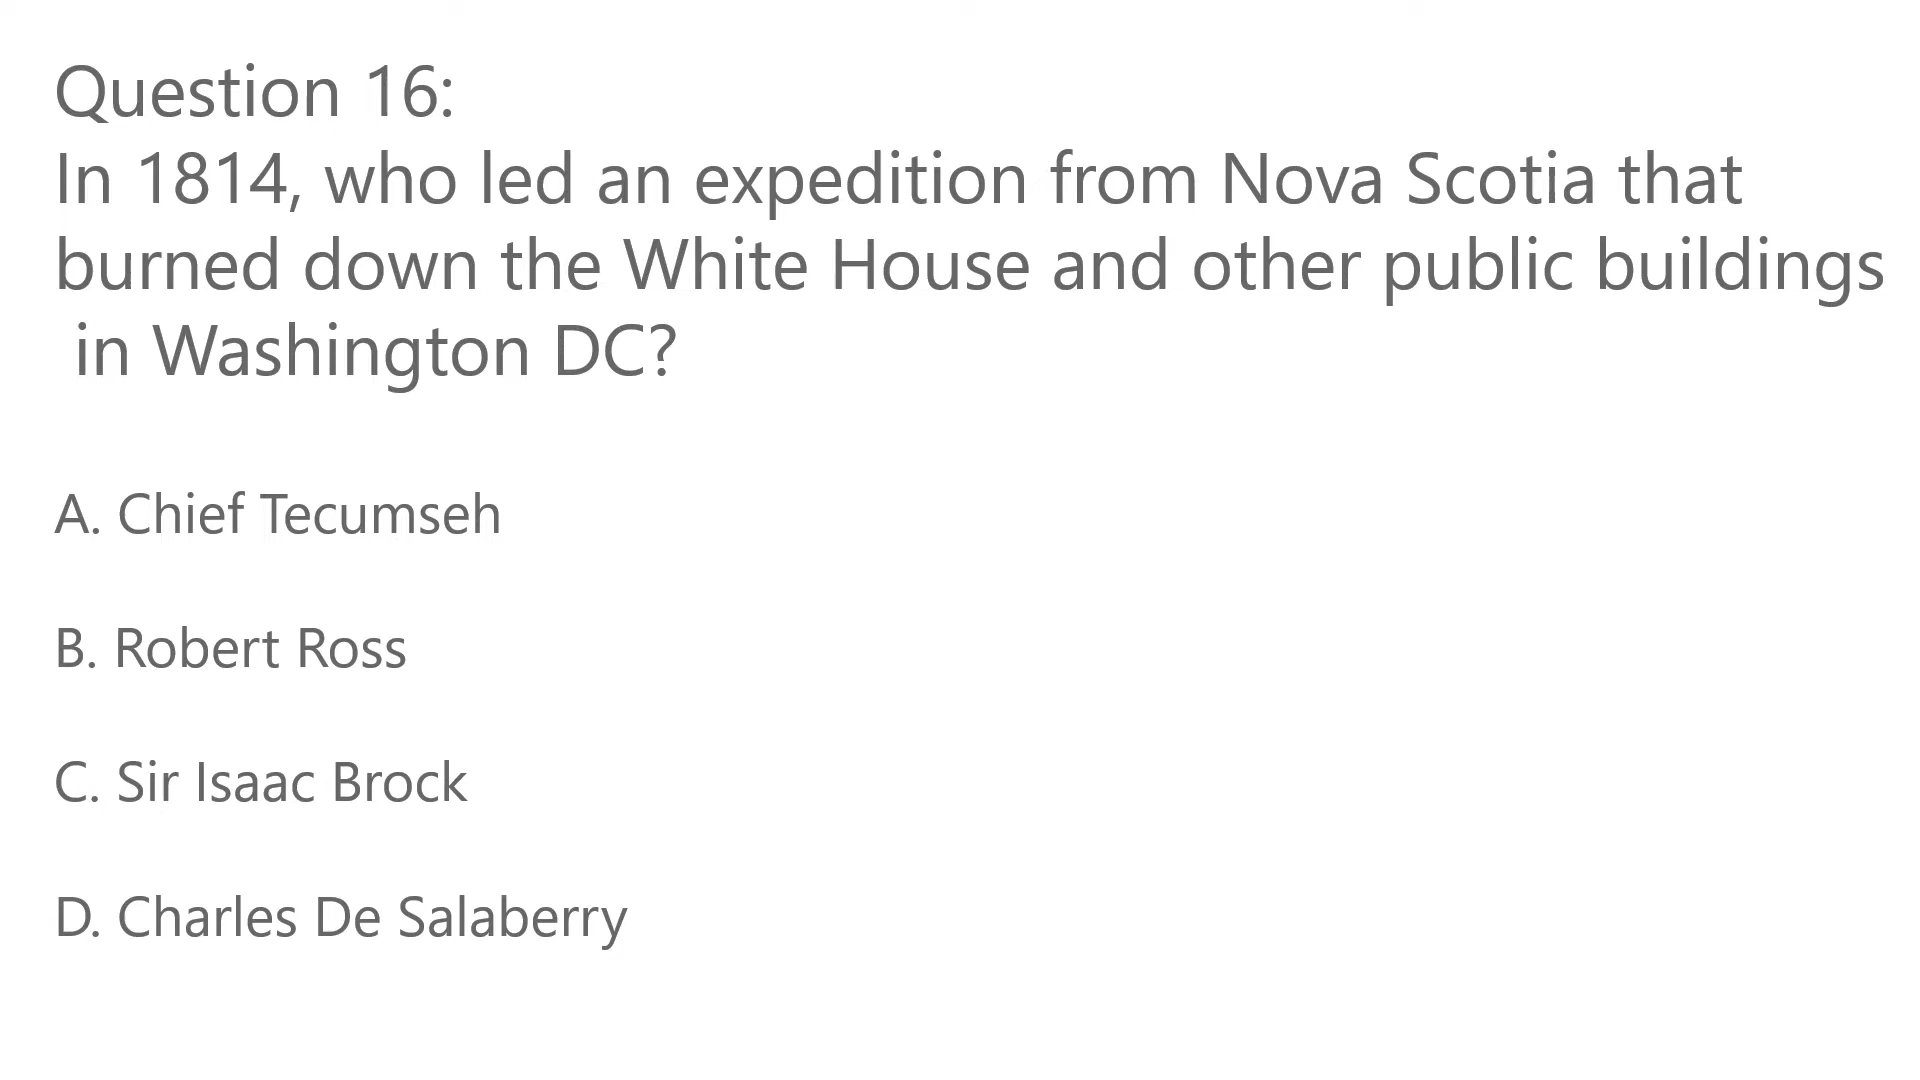 Question 16:
In 1814, who led an expedition from Nova Scotia that
burned down the White House and other public buildings
in Washington DC?
A. Chief Tecumseh
B. Robert Ross
C. Sir Isaac Brock
D. Charles De Salaberry